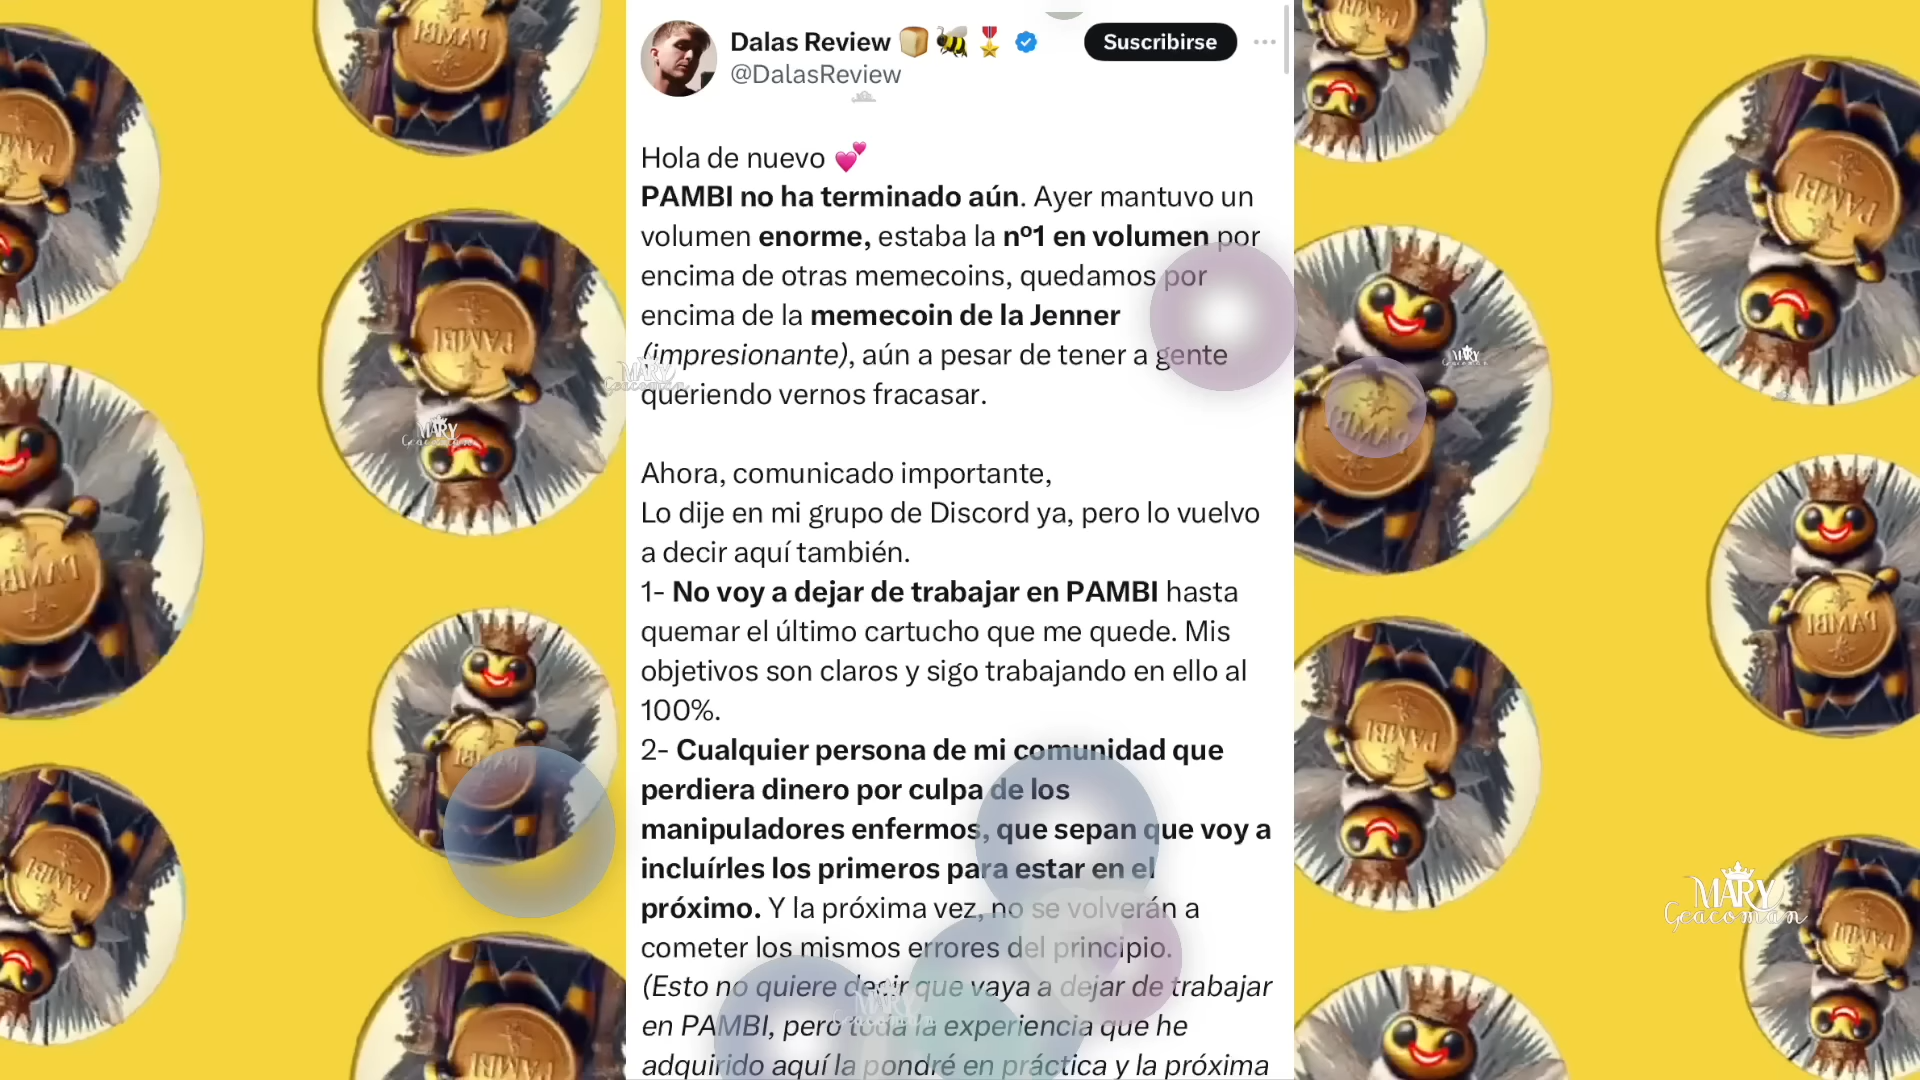 Dalas Review
Suscribirse
@DalasReview
Hola de nuevo 💕
PAMBI no ha terminado aún. Ayer mantuvo un
volumen enorme, estaba la nº1 en volumen por
encima de otras memecoins, quedamos por
encima de la memecoin de la Jenner
(impresionante), aún a pesar de tener a gente
queriendo vernos fracasar.
Ahora, comunicado importante,
Lo dije en mi grupo de Discord ya, pero lo vuelvo
a decir aquí también.
1- No voy a dejar de trabajar en PAMBI hasta
quemar el último cartucho que me quede. Mis
objetivos son claros y sigo trabajando en ello al
100%.
2- Cualquier persona de mi comunidad que
perdiera dinero por culpa de los
manipuladores enfermos, que sepan que voy a
incluírles los primeros para estar en el
próximo. Y la próxima vez, no se volverán a
cometer los mismos errores del principio.
(Esto no quiere decir que vaya a dejar de trabajar
en PAMBI, pero toda la experiencia que he
adquirido aquí la pondré en práctica y la próxima
MARY
Geacoman